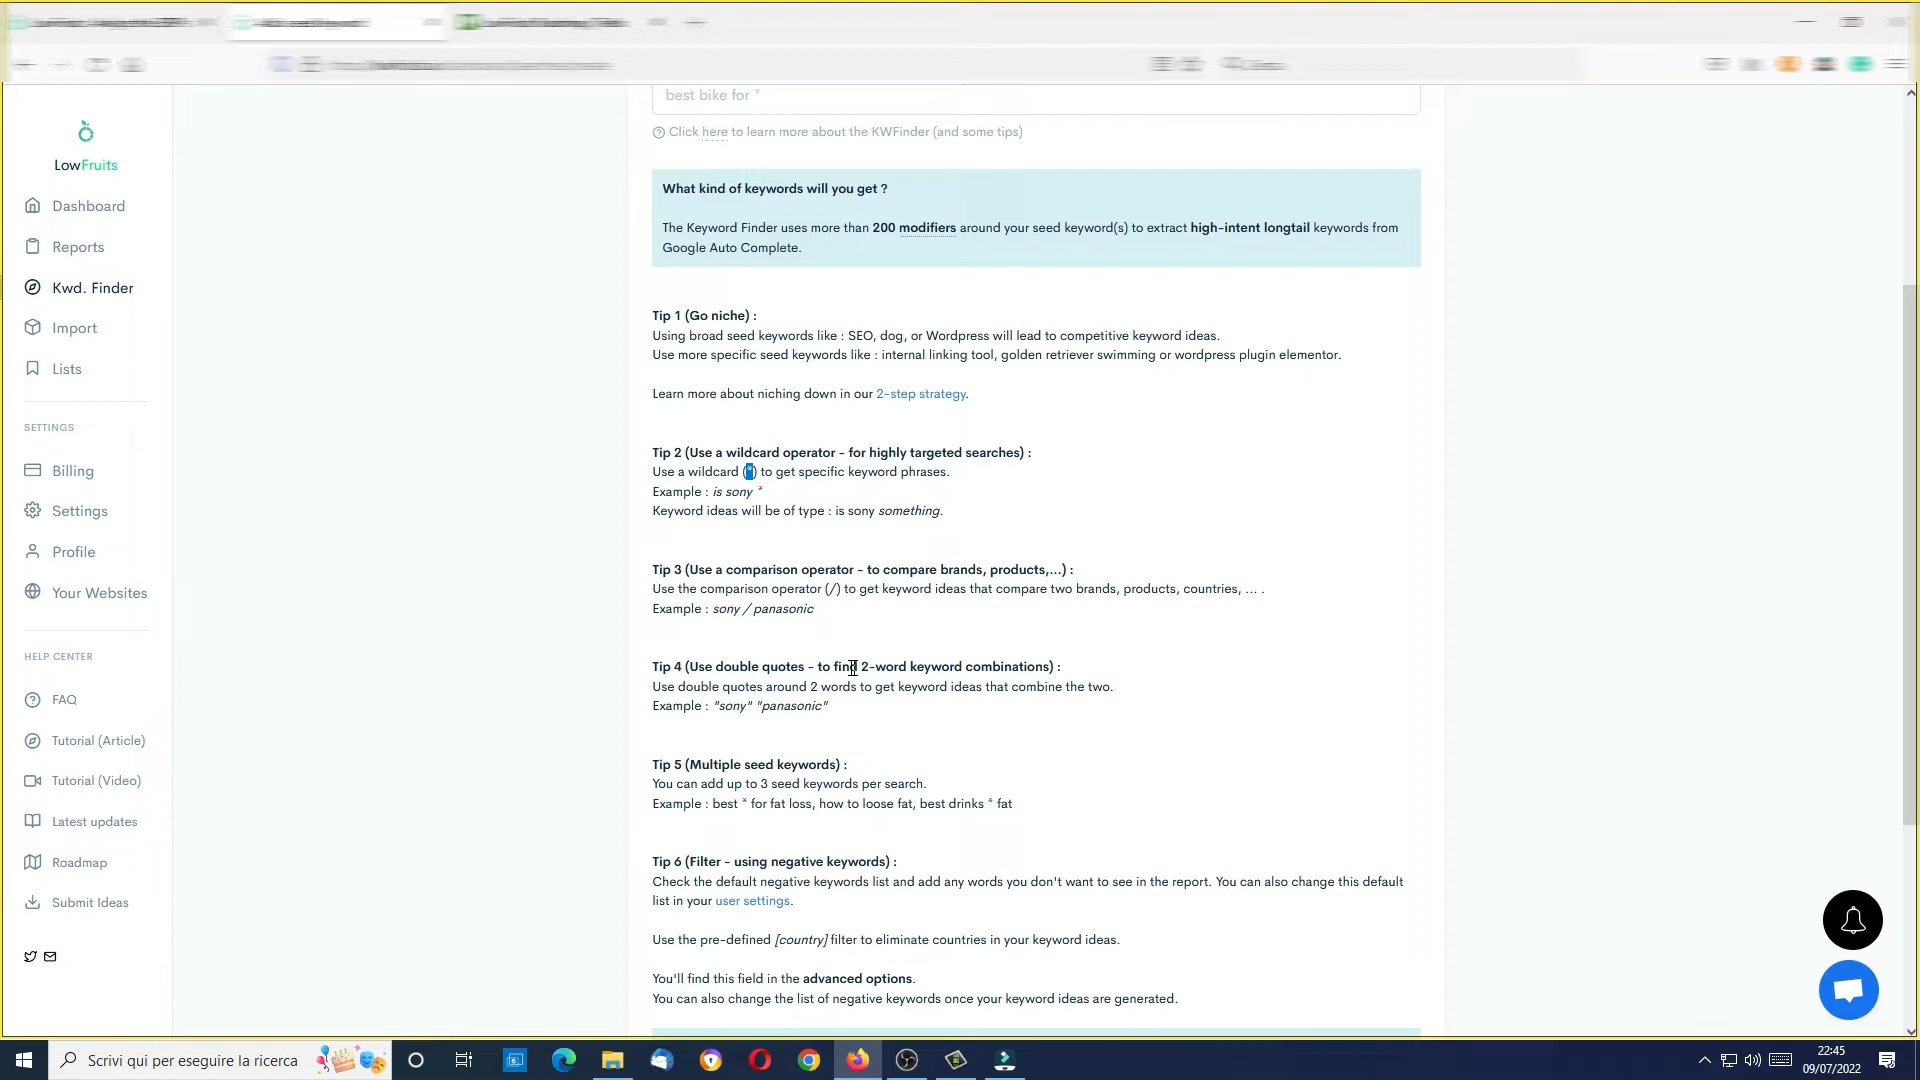 best bike for *
Click here to learn more about the KWFinder (and some tips)
LowFruits
Dashboard
Reports
Kwd. Finder
Import
Lists
SETTINGS
Billing
Settings
Profile
Your Websites
HELP CENTER
FAQ
Tutorial (Article)
Tutorial (Video)
Latest updates
Roadmap
Submit Ideas
What kind of keywords will you get ?
The Keyword Finder uses more than 200 modifiers around your seed keyword(s) to extract high-intent longtail keywords from
Google Auto Complete.
Tip 1 (Go niche) :
Using broad seed keywords like : SEO, dog, or Wordpress will lead to competitive keyword ideas.
Use more specific seed keywords like : internal linking tool, golden retriever swimming or wordpress plugin elementor.
Learn more about niching down in our 2-step strategy.
Tip 2 (Use a wildcard operator - for highly targeted searches) :
Use a wildcard (*) to get specific keyword phrases.
Example : is sony *
Keyword ideas will be of type : is sony something.
Tip 3 (Use a comparison operator - to compare brands, products,...) :
Use the comparison operator (/) to get keyword ideas that compare two brands, products, countries, ... .
Example : sony / panasonic
Tip 4 (Use double quotes - to find 2-word keyword combinations) :
Use double quotes around 2 words to get keyword ideas that combine the two.
Example : "sony" "panasonic"
Tip 5 (Multiple seed keywords) :
You can add up to 3 seed keywords per search.
Example : best * for fat loss, how to loose fat, best drinks * fat
Tip 6 (Filter - using negative keywords) :
Check the default negative keywords list and add any words you don't want to see in the report. You can also change this default
list in your user settings.
Use the pre-defined [country] filter to eliminate countries in your keyword ideas.
You'll find this field in the advanced options.
You can also change the list of negative keywords once your keyword ideas are generated.
Scrivi qui per eseguire la ricerca
22:45
09/07/2022